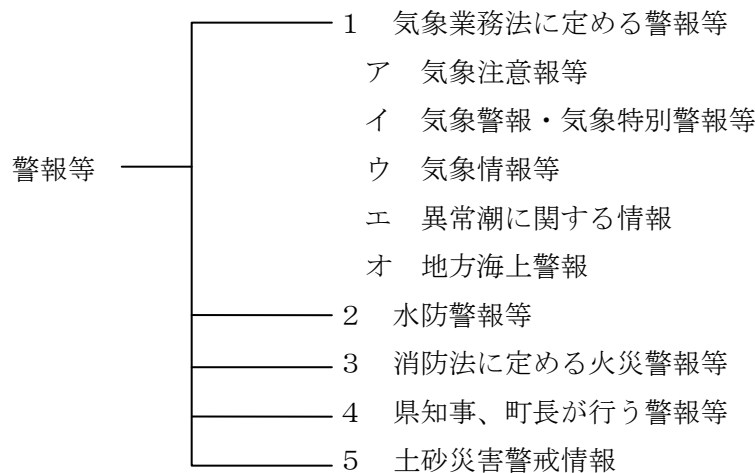 1　気象業務法に定める警報等
ア　気象注意報等
イ　気象警報・気象特別警報等
警報等
ウ　気象情報等
エ　異常潮に関する情報
オ　地方海上警報
2　水防警報等
3　消防法に定める火災警報等
4　県知事、町長が行う警報等
5　土砂災害警戒情報